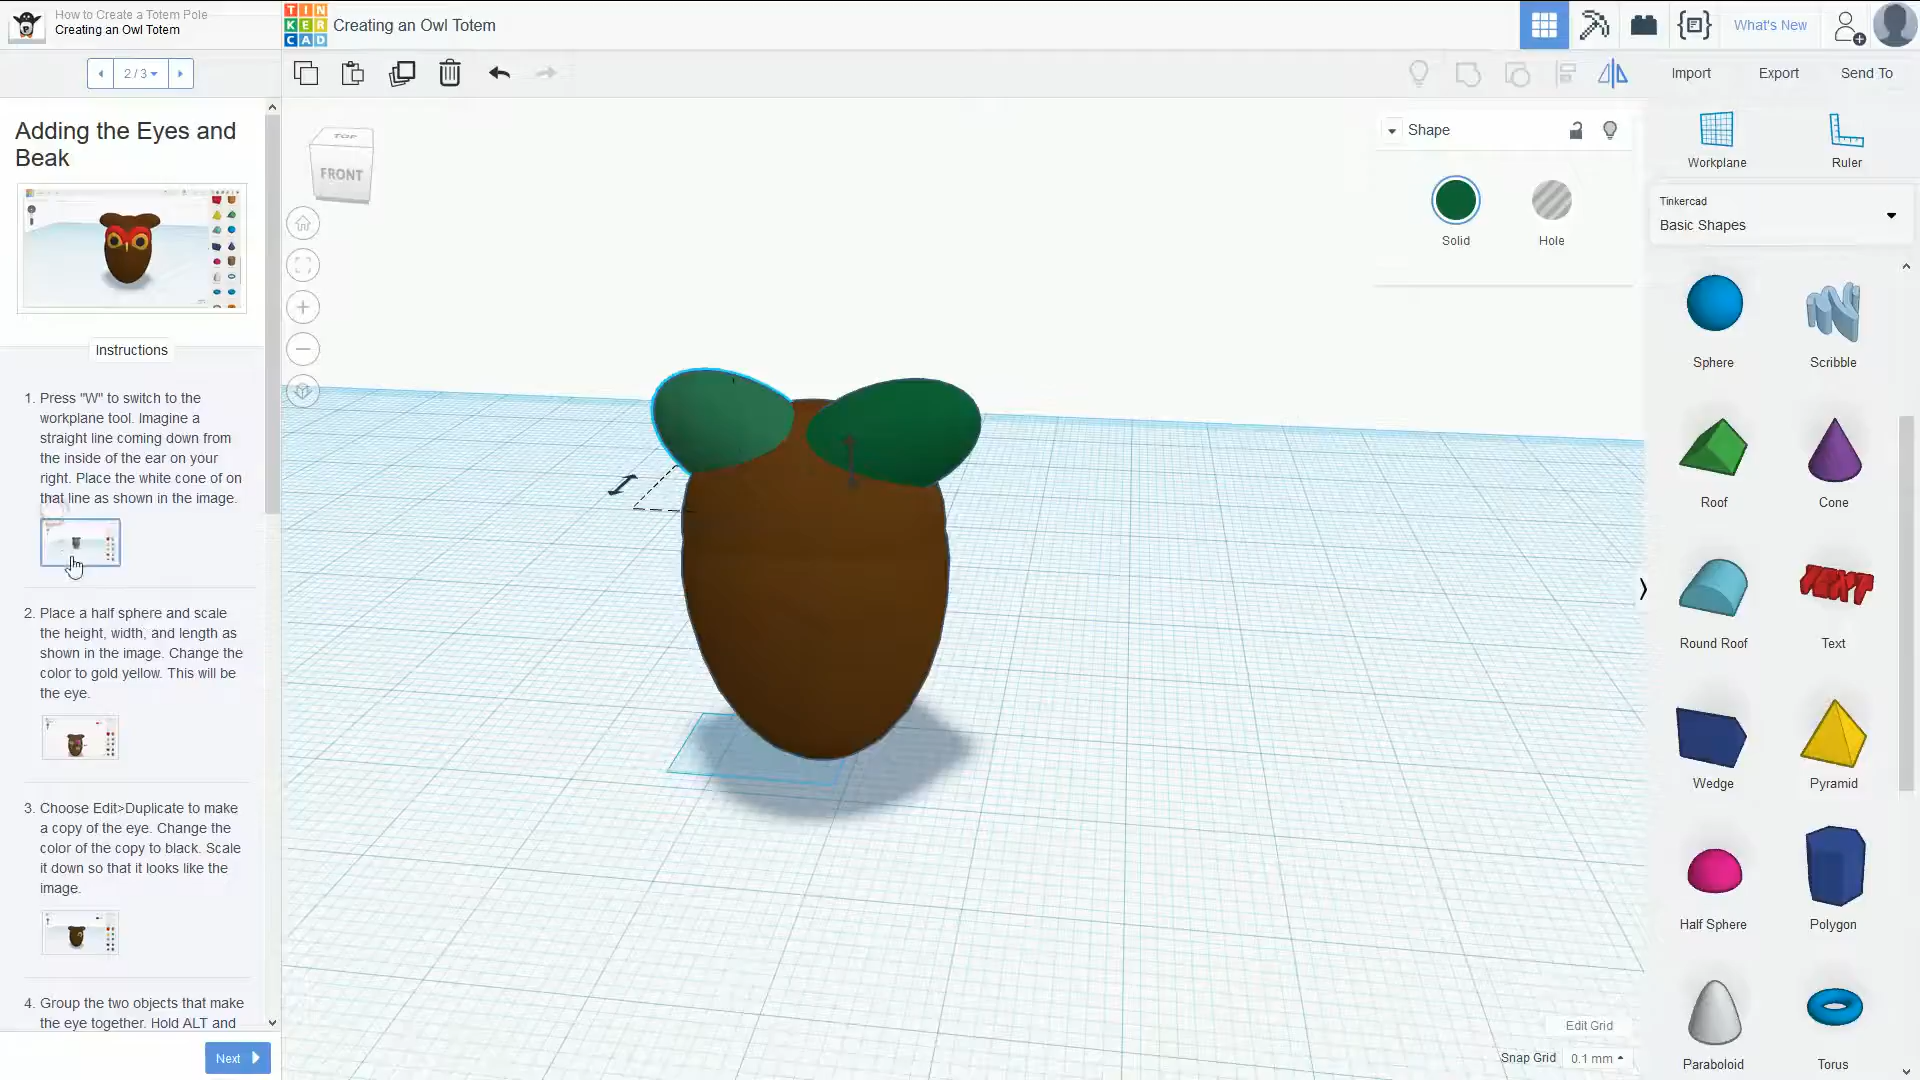 How to Create a Totem Pole
Creating an Owl Totem
TIN
KER
CAD
Creating an Owl Totem
What's New
2/3
Import
Export
Send To
Adding the Eyes and
Beak
Instructions
1. Press "W" to switch to the
workplane tool. Imagine a
straight line coming down from
the inside of the ear on your
right. Place the white cone of on
that line as shown in the image.
2. Place a half sphere and scale
the height, width, and length as
shown in the image. Change the
color to gold yellow. This will be
the eye.
3. Choose Edit>Duplicate to make
a copy of the eye. Change the
color of the copy to black. Scale
it down so that it looks like the
image.
4. Group the two objects that make
the eye together. Hold ALT and
Next
TOP
FRONT
Shape
Solid
Hole
Edit Grid
Snap Grid
0.1 mm
Workplane
Ruler
Tinkercad
Basic Shapes
Sphere
Scribble
Roof
Cone
Round Roof
TEXT
Text
Wedge
Pyramid
Half Sphere
Polygon
Paraboloid
Torus